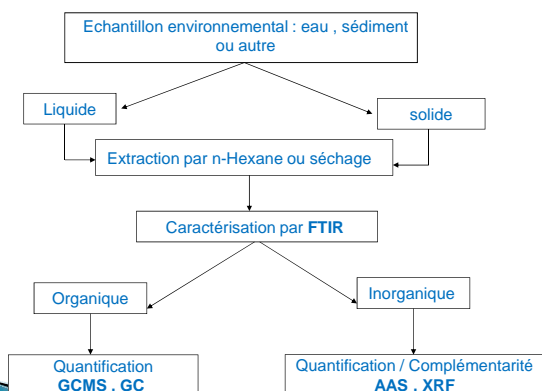 Echantillon environnemental : eau , sédiment
ou autre
Liquide
solide
Extraction par n-Hexane ou séchage
Caractérisation par FTIR
Organique
Inorganique
Quantification
GCMS . GC
Quantification / Complémentarité
AAS . XRF